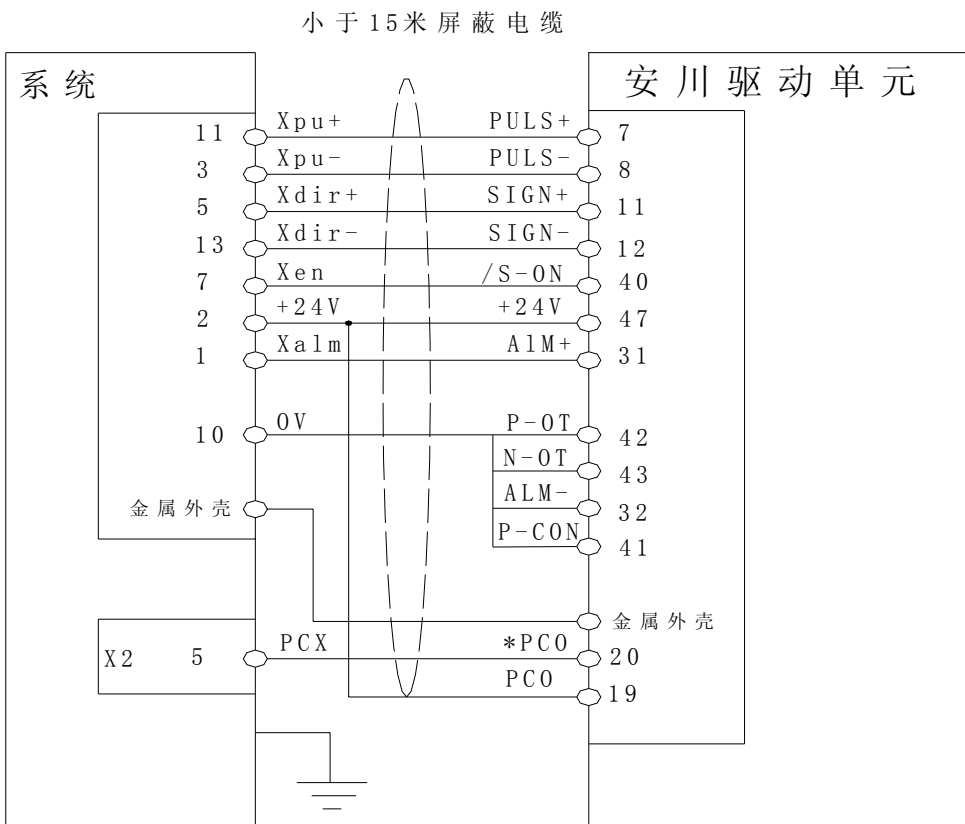 小于15米屏蔽电缆
系统
安川驱动单元
11 Xpu+ PULS+ 7
3 Xpu- PULS- 8
5 Xdir+ SIGN+ 11
13 Xdir- SIGN- 12
7 Xen /S-ON 40
2 +24V +24V 47
1 Xalm AlM+ 31
10 0V P-OT 42
N-OT 43
ALM- 32
P-CON 41
金属外壳
金属外壳
X2 5 PCX *PCO 20
PCO 19